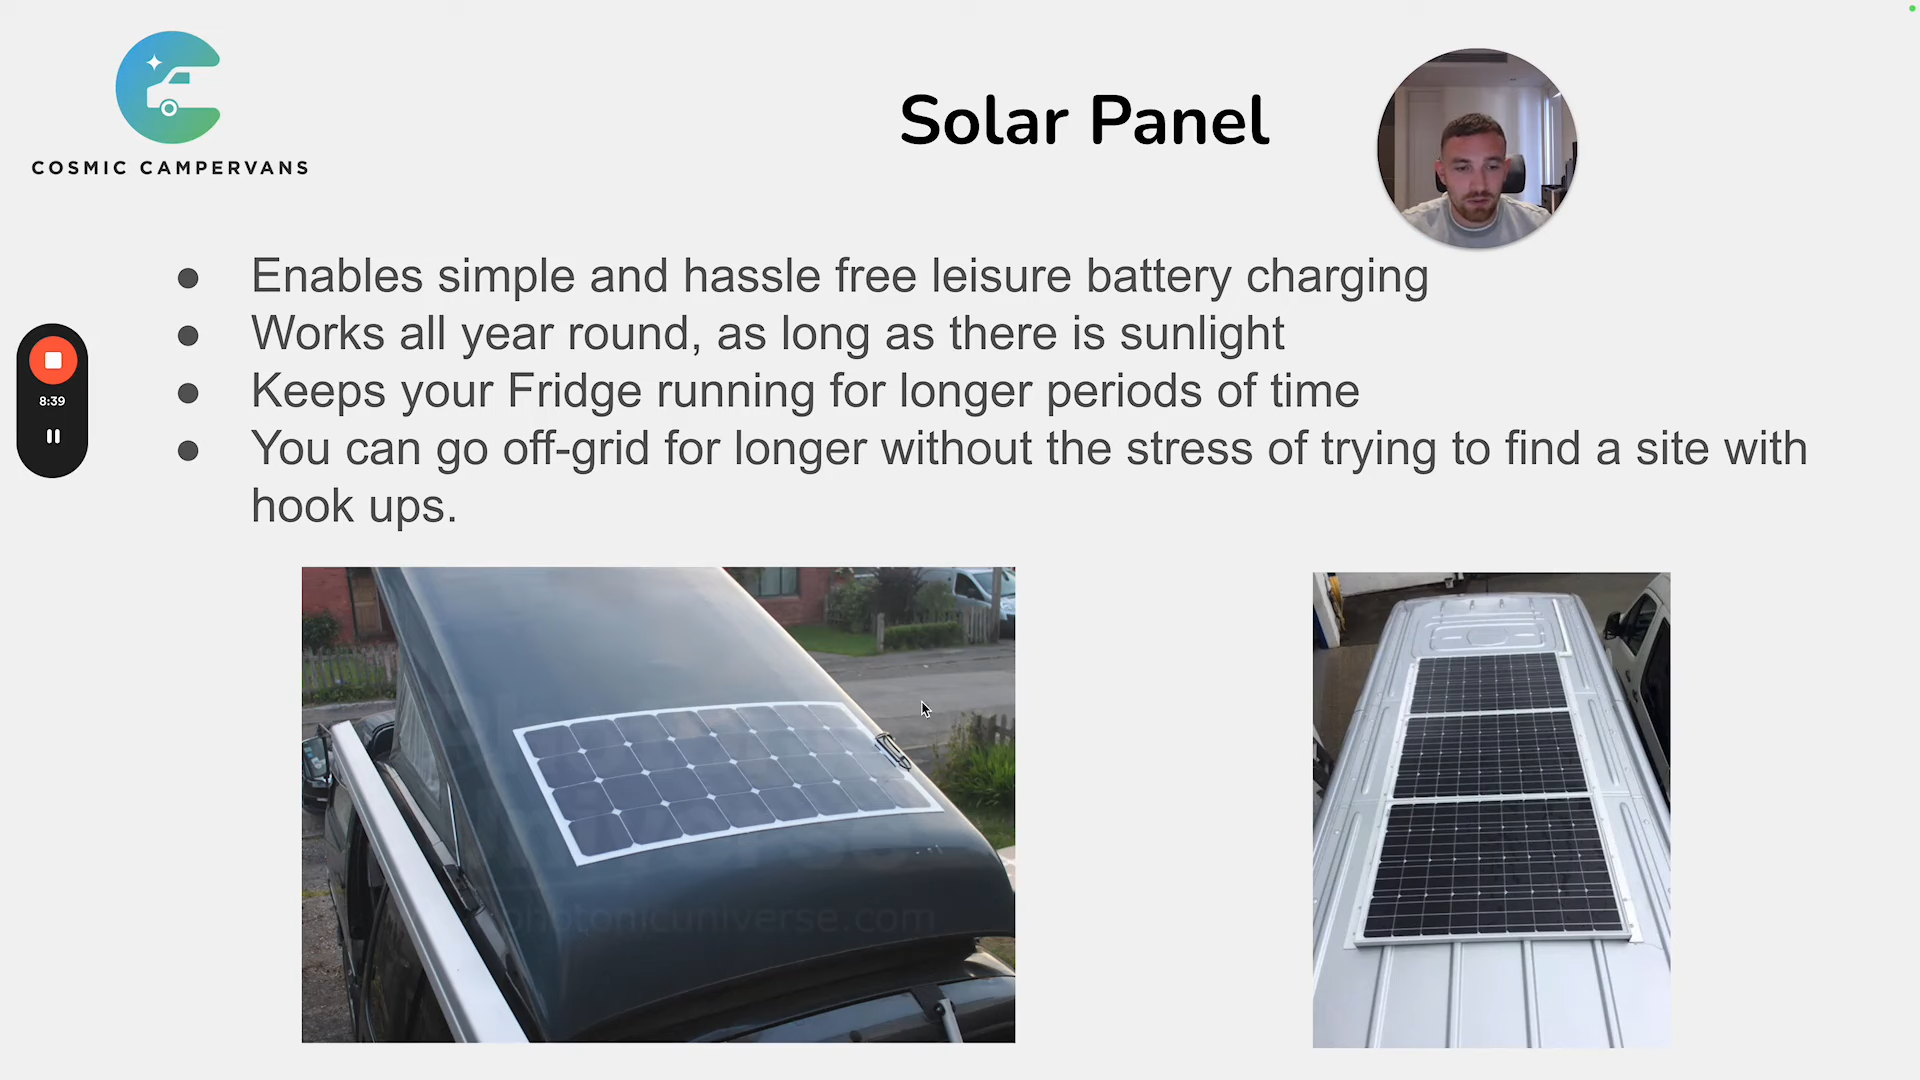 COSMIC CAMPERVANS
Solar Panel
● Enables simple and hassle free leisure battery charging
● Works all year round, as long as there is sunlight
● Keeps your Fridge running for longer periods of time
● You can go off-grid for longer without the stress of trying to find a site with
hook ups.
8:39
photonicuniverse.com